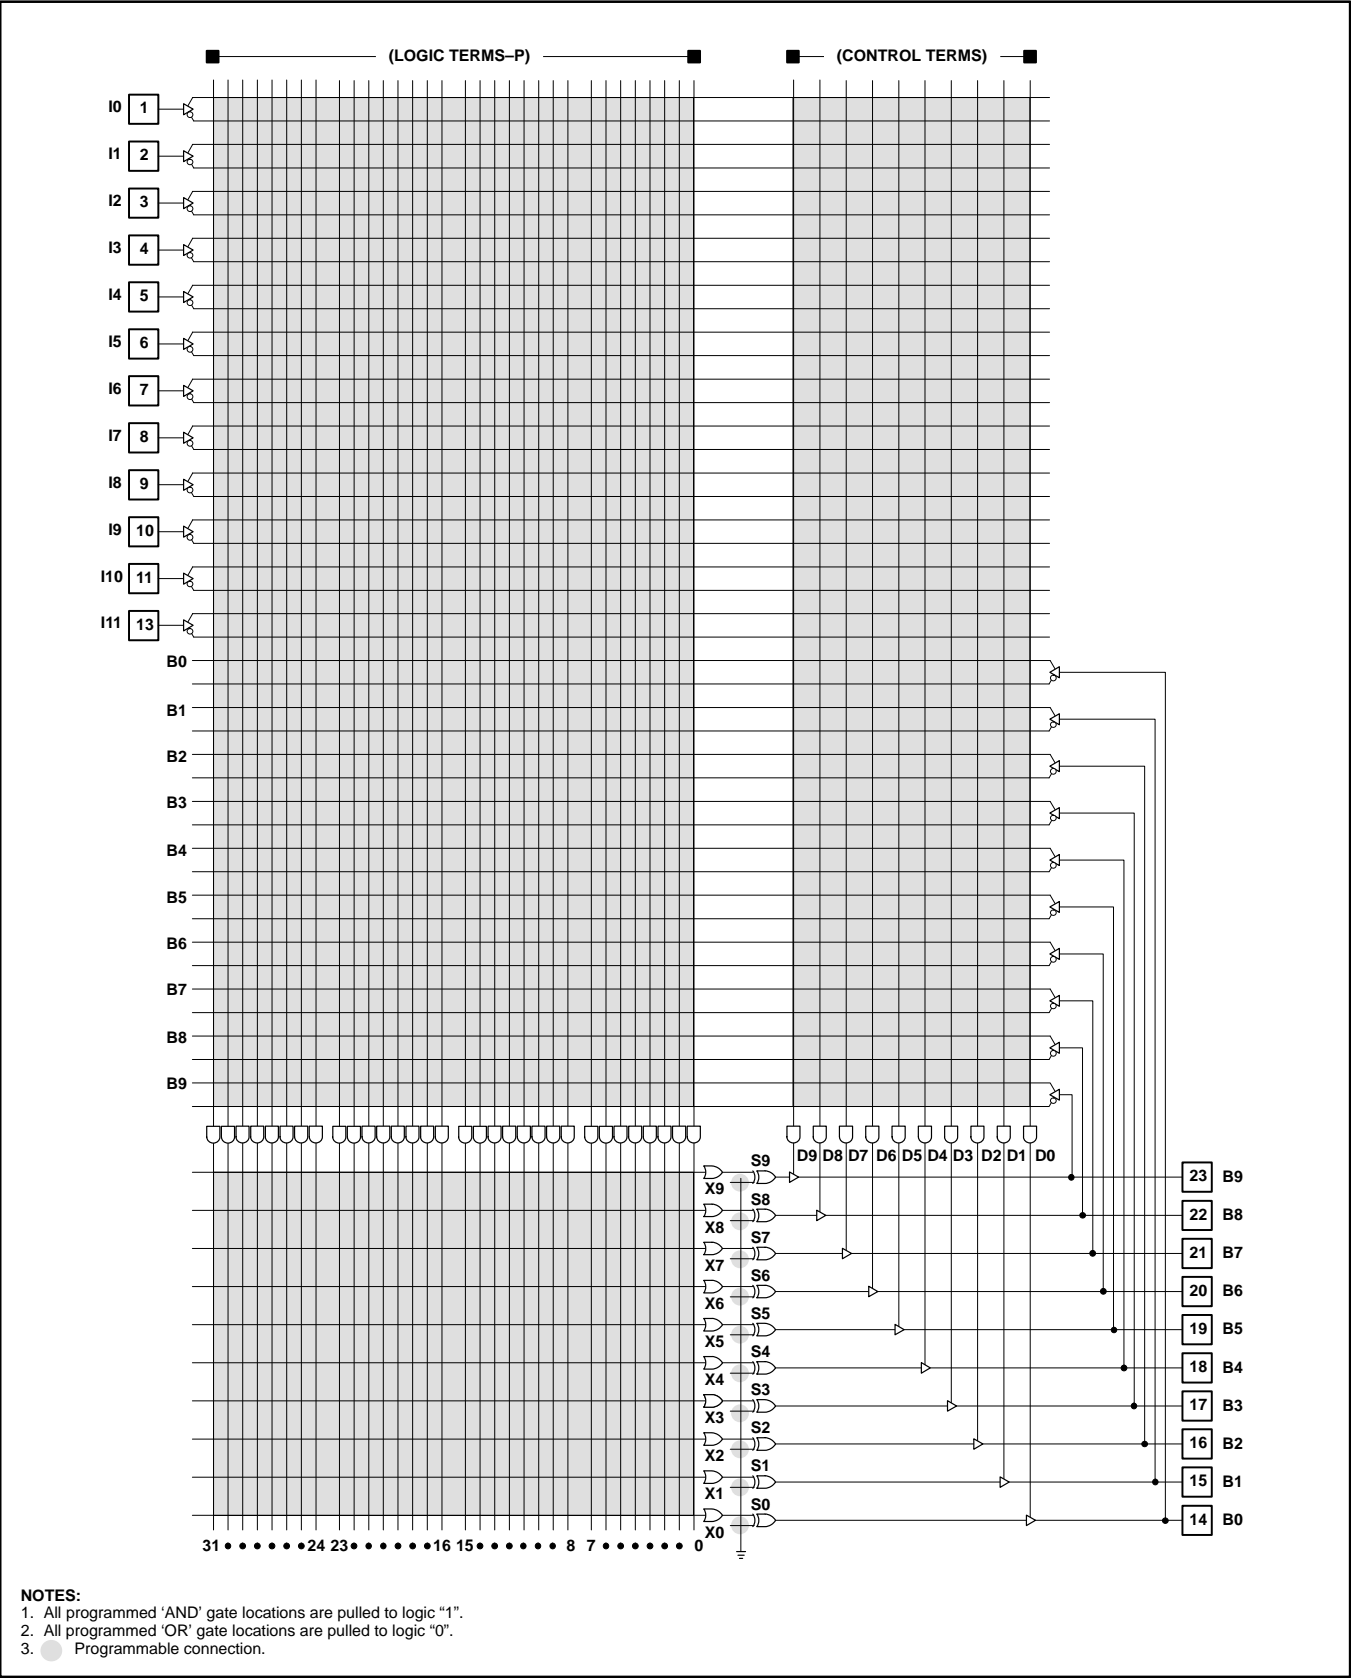 (LOGIC TERMS–P) (CONTROL TERMS)
I0 1
I1 2
I2 3
I3 4
I4 5
I5 6
I6 7
I7 8
I8 9
I9 10
I10 11
I11 13
B0
B1
B2
B3
B4
B5
B6
B7
B8
B9
D9 D8 D7 D6 D5 D4 D3 D2 D1 D0
S9
X9
23 B9
S8
X8
22 B8
S7
X7
21 B7
S6
X6
20 B6
S5
X5
19 B5
S4
X4
18 B4
S3
X3
17 B3
S2
X2
16 B2
S1
X1
15 B1
S0
X0
14 B0
31 24 23 16 15 8 7 0
NOTES:
1. All programmed ‘AND’ gate locations are pulled to logic “1”.
2. All programmed ‘OR’ gate locations are pulled to logic “0”.
3. Programmable connection.